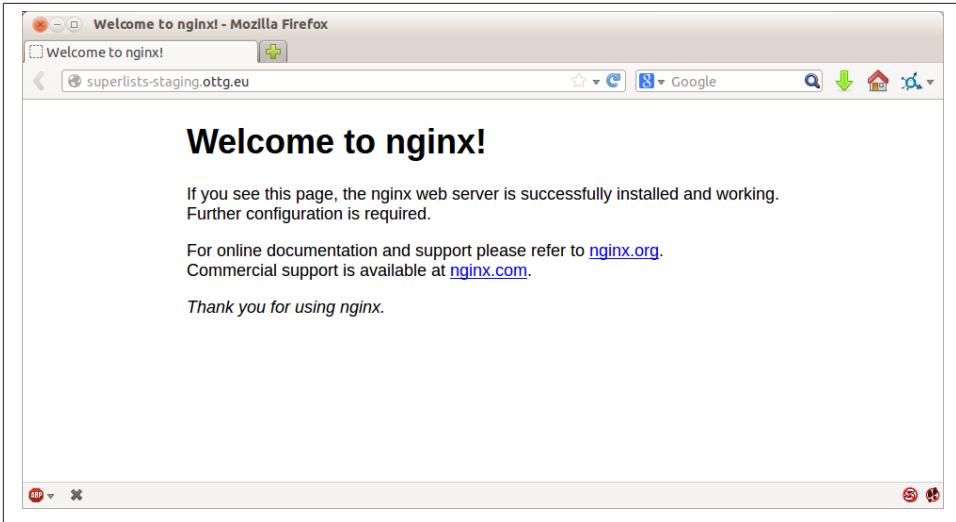 Welcome to nginx! - Mozilla Firefox
Welcome to nginx!
superlists-staging.ottg.eu
8 Google
Welcome to nginx!
If you see this page, the nginx web server is successfully installed and working.
Further configuration is required.
For online documentation and support please refer to nginx.org.
Commercial support is available at nginx.com.
Thank you for using nginx.
ABP